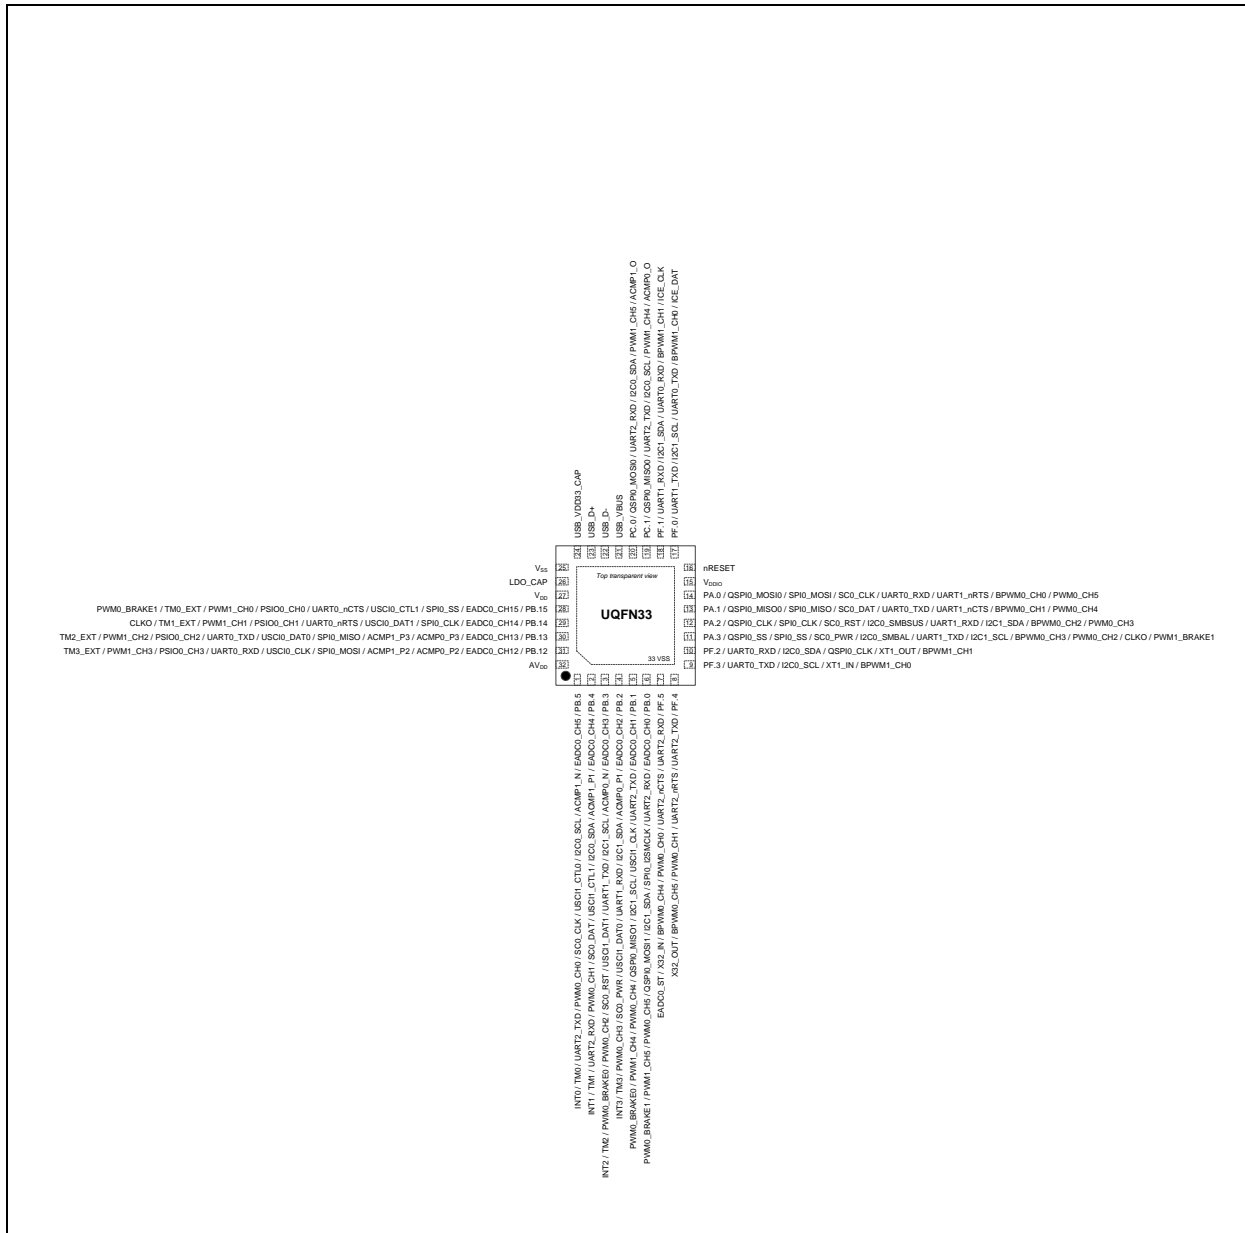 USB_VDD33_CAP
USB_D+
USB_D-
USB_VBUS
PC.0 / QSPI0_MOSI0 / UART2_RXD / I2C0_SDA / PWM1_CH5 / ACMP1_O
PC.1 / QSPI0_MISO0 / UART2_TXD / I2C0_SCL / PWM1_CH4 / ACMP0_O
PF.1 / UART1_RXD / I2C1_SDA / UART0_RXD / BPWM1_CH1 / ICE_CLK
PF.0 / UART1_TXD / I2C1_SCL / UART0_TXD / BPWM1_CH0 / ICE_DAT
24 23 22 21 20 19 18 17
VSS 25
LDO_CAP 26
VDD 27
PWM0_BRAKE1 / TM0_EXT / PWM1_CH0 / PSIO0_CH0 / UART0_nCTS / USCI0_CTL1 / SPI0_SS / EADC0_CH15 / PB.15 28
CLKO / TM1_EXT / PWM1_CH1 / PSIO0_CH1 / UART0_nRTS / USCI0_DAT1 / SPI0_CLK / EADC0_CH14 / PB.14 29
TM2_EXT / PWM1_CH2 / PSIO0_CH2 / UART0_TXD / USCI0_DAT0 / SPI0_MISO / ACMP1_P3 / ACMP0_P3 / EADC0_CH13 / PB.13 30
TM3_EXT / PWM1_CH3 / PSIO0_CH3 / UART0_RXD / USCI0_CLK / SPI0_MOSI / ACMP1_P2 / ACMP0_P2 / EADC0_CH12 / PB.12 31
AVDD 32
Top transparent view
UQFN33
33 VSS
16 nRESET
15 VDDIO
14 PA.0 / QSPI0_MOSI0 / SPI0_MOSI / SC0_CLK / UART0_RXD / UART1_nRTS / BPWM0_CH0 / PWM0_CH5
13 PA.1 / QSPI0_MISO0 / SPI0_MISO / SC0_DAT / UART0_TXD / UART1_nCTS / BPWM0_CH1 / PWM0_CH4
12 PA.2 / QSPI0_CLK / SPI0_CLK / SC0_RST / I2C0_SMBSUS / UART1_RXD / I2C1_SDA / BPWM0_CH2 / PWM0_CH3
11 PA.3 / QSPI0_SS / SPI0_SS / SC0_PWR / I2C0_SMBAL / UART1_TXD / I2C1_SCL / BPWM0_CH3 / PWM0_CH2 / CLKO / PWM1_BRAKE1
10 PF.2 / UART0_RXD / I2C0_SDA / QSPI0_CLK / XT1_OUT / BPWM1_CH1
9 PF.3 / UART0_TXD / I2C0_SCL / XT1_IN / BPWM1_CH0
1 2 3 4 5 6 7 8
INT0 / TM0 / UART2_TXD / PWM0_CH0 / SC0_CLK / USCI1_CTL0 / I2C0_SCL / ACMP1_N / EADC0_CH5 / PB.5
INT1 / TM1 / UART2_RXD / PWM0_CH1 / SC0_DAT / USCI1_CTL1 / I2C0_SDA / ACMP1_P1 / EADC0_CH4 / PB.4
INT2 / TM2 / PWM0_BRAKE0 / PWM0_CH2 / SC0_RST / USCI1_DAT1 / UART1_TXD / I2C1_SCL / ACMP0_N / EADC0_CH3 / PB.3
INT3 / TM3 / PWM0_CH3 / SC0_PWR / USCI1_DAT0 / UART1_RXD / I2C1_SDA / ACMP0_P1 / EADC0_CH2 / PB.2
PWM0_BRAKE0 / PWM1_CH4 / PWM0_CH4 / QSPI0_MISO1 / I2C1_SCL / USCI1_CLK / UART2_TXD / EADC0_CH1 / PB.1
PWM0_BRAKE1 / PWM1_CH5 / PWM0_CH5 / QSPI0_MOSI1 / I2C1_SDA / SPI0_I2SMCLK / UART2_RXD / EADC0_CH0 / PB.0
EADC0_ST / X32_IN / BPWM0_CH4 / PWM0_CH0 / UART2_nCTS / UART2_RXD / PF.5
X32_OUT / BPWM0_CH5 / PWM0_CH1 / UART2_nRTS / UART2_TXD / PF.4